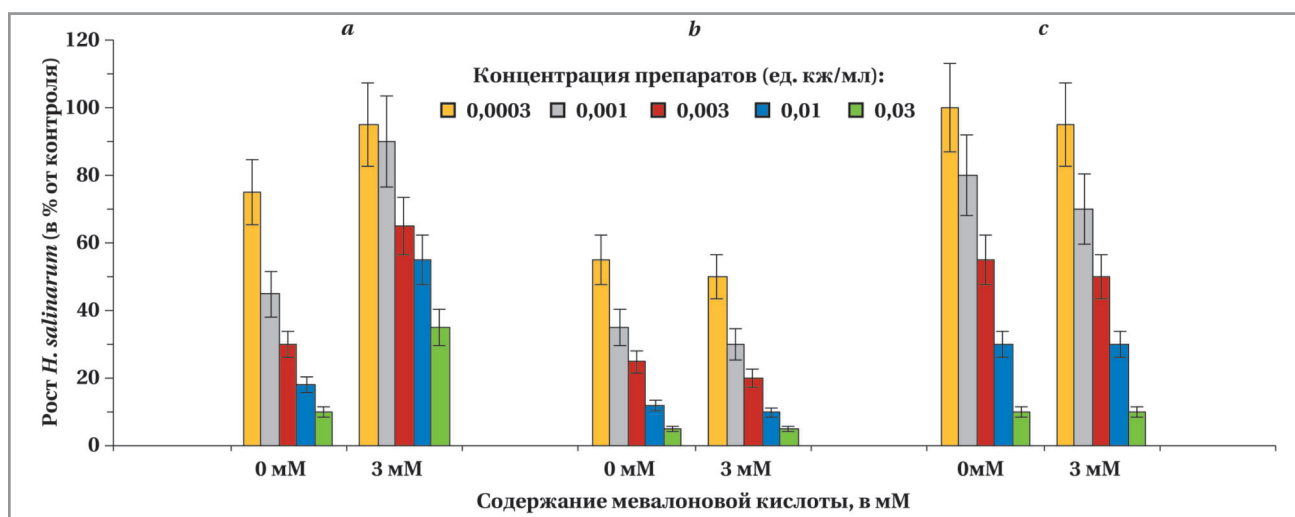 a b c
Концентрация препаратов (ед. кж/мл):
0,0003 0,001 0,003 0,01 0,03
Рост H. salinarum (в % от контроля)
120
100
80
60
40
20
0
0 мМ 3 мМ 0 мМ 3 мМ 0мМ 3 мМ
Содержание мевалоновой кислоты, в мМ